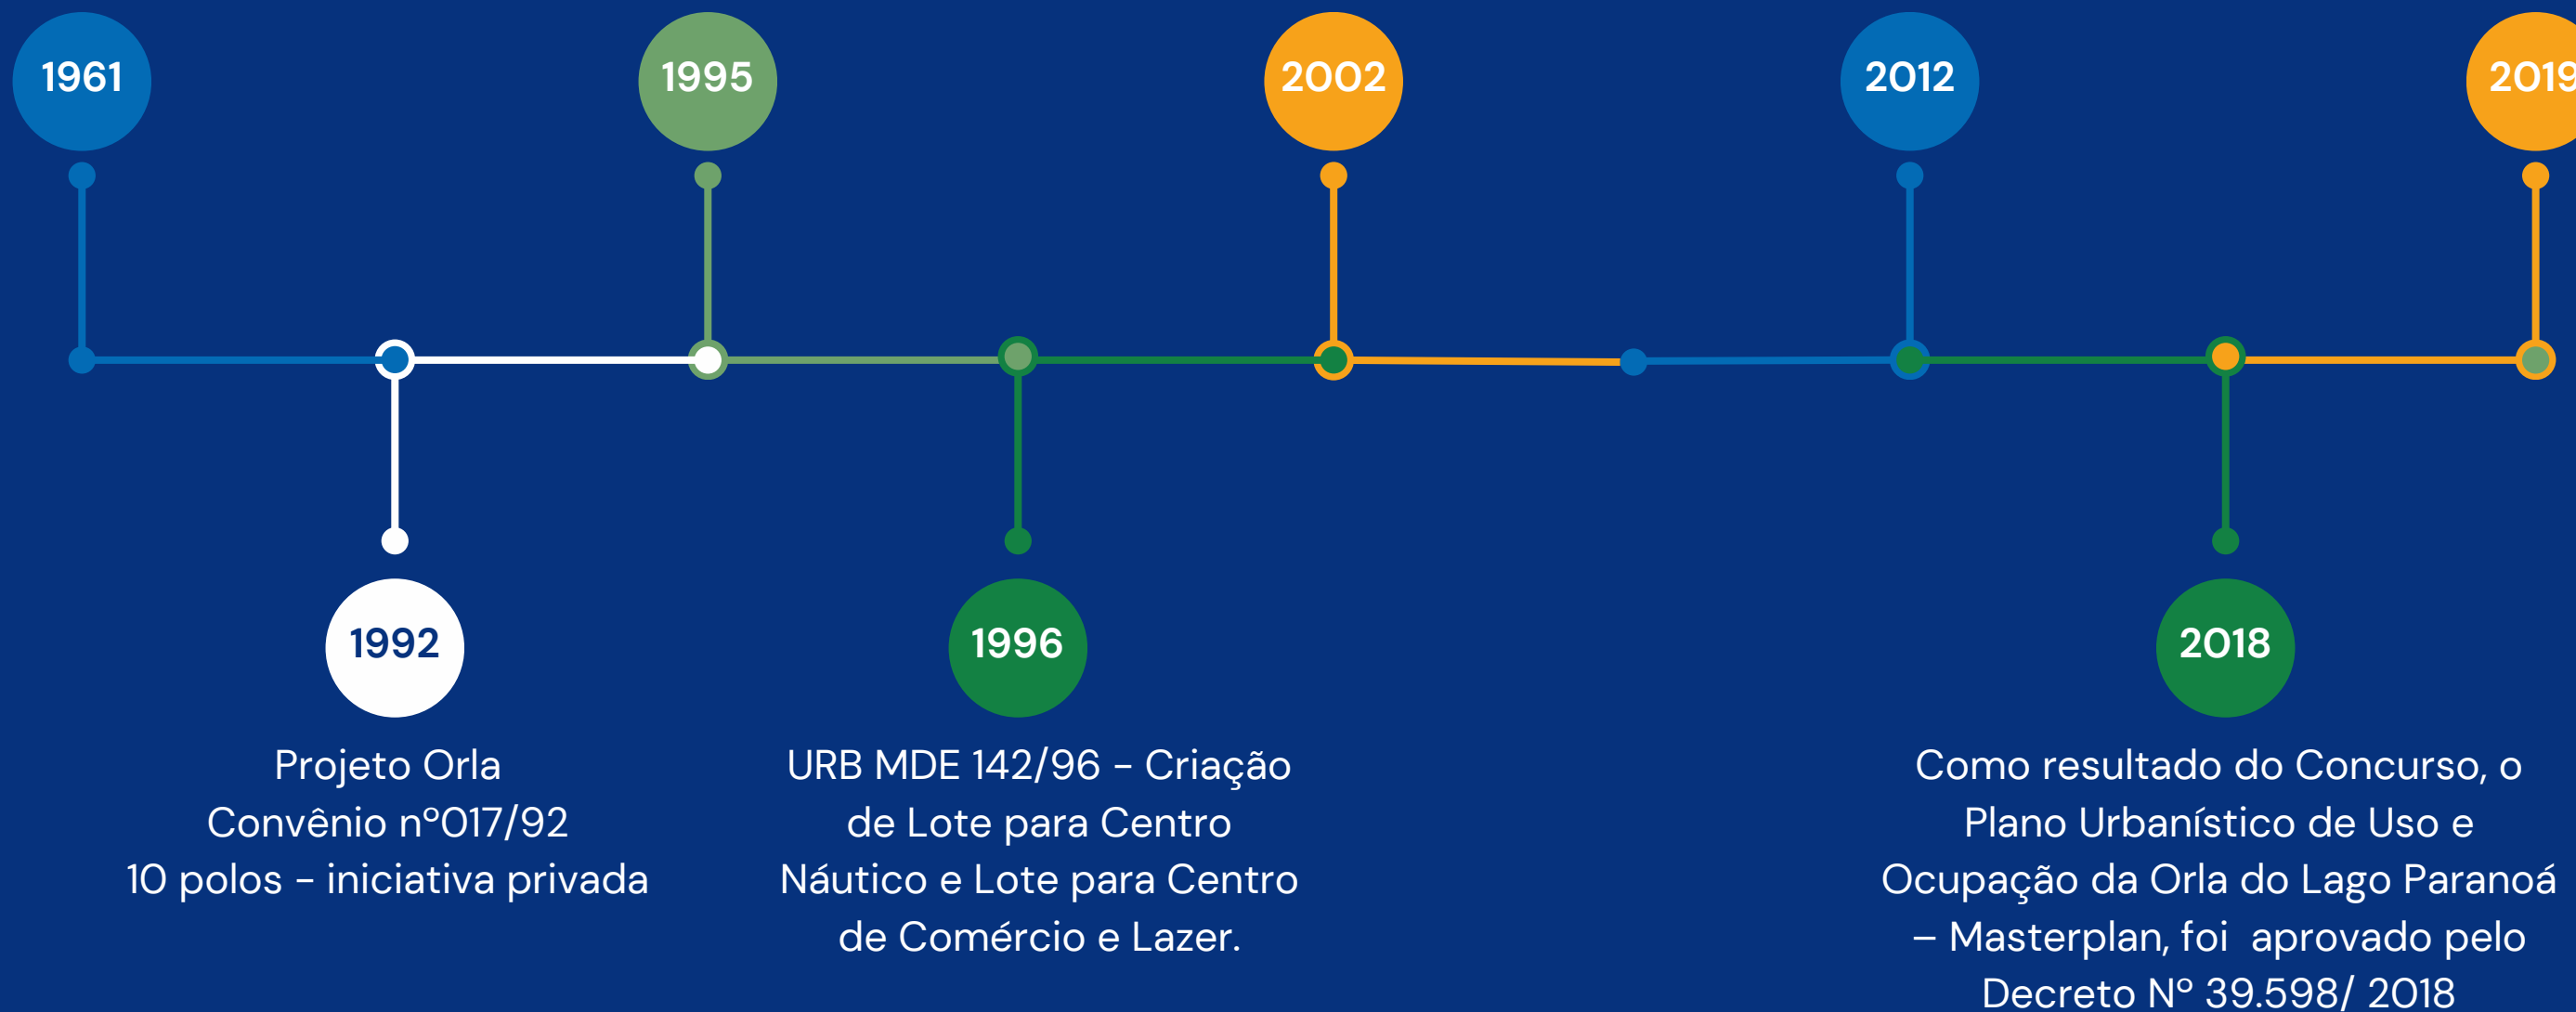 1961
1995
2002
2012
2019
1992
1996
2018
Projeto Orla
Convênio nº017/92
10 polos - iniciativa privada
URB MDE 142/96 - Criação
de Lote para Centro
Náutico e Lote para Centro
de Comércio e Lazer.
Como resultado do Concurso, o
Plano Urbanístico de Uso e
Ocupação da Orla do Lago Paranoá
– Masterplan, foi  aprovado pelo
Decreto Nº 39.598/ 2018